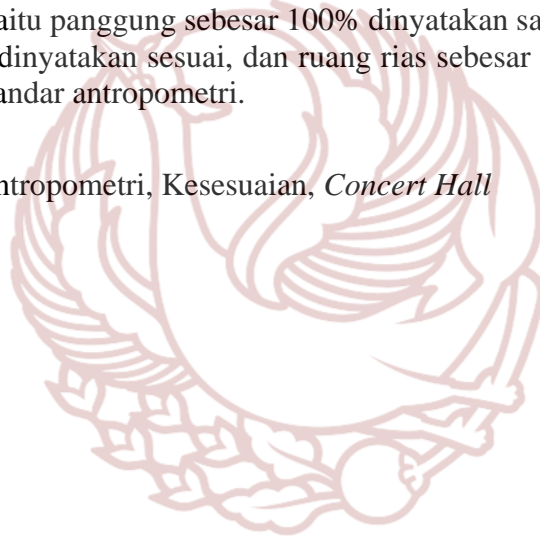 aitu panggung sebesar 100% dinyatakan sa
dinyatakan sesuai, dan ruang rias sebesar
andar antropometri.
ntropometri, Kesesuaian, Concert Hall